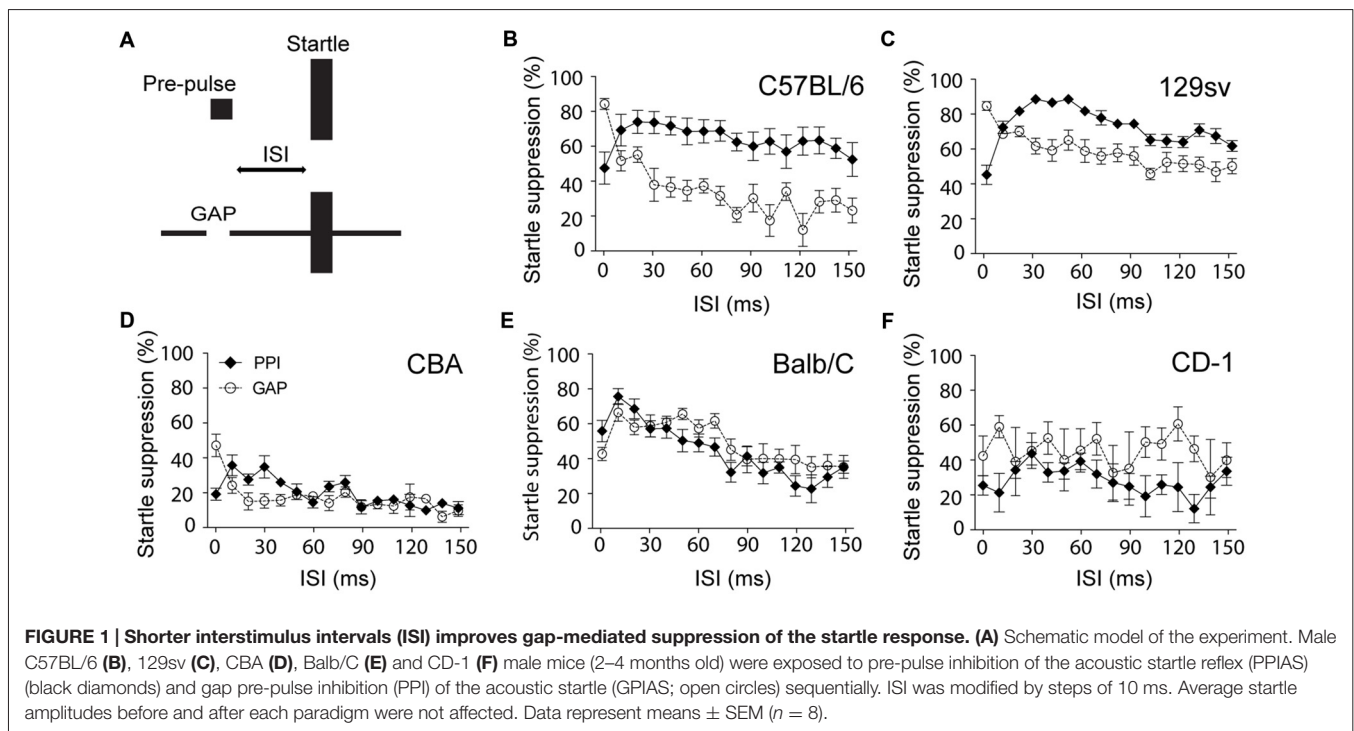 A
Startle
Pre-pulse
ISI
GAP
B
Startle suppression (%)
100
80
60
40
20
0
C57BL/6
0 30 60 90 120 150
ISI (ms)
C
Startle suppression (%)
100
80
60
40
20
0
129sv
0 30 60 90 120 150
ISI (ms)
D
Startle suppression (%)
100
80
60
40
20
0
CBA
PPI
GAP
0 30 60 90 120 150
ISI (ms)
E
Startle suppression (%)
100
80
60
40
20
0
Balb/C
0 30 60 90 120 150
ISI (ms)
F
Startle suppression (%)
100
80
60
40
20
0
CD-1
0 30 60 90 120 150
ISI (ms)
FIGURE 1 | Shorter interstimulus intervals (ISI) improves gap-mediated suppression of the startle response. (A) Schematic model of the experiment. Male
C57BL/6 (B), 129sv (C), CBA (D), Balb/C (E) and CD-1 (F) male mice (2–4 months old) were exposed to pre-pulse inhibition of the acoustic startle reflex (PPIAS)
(black diamonds) and gap pre-pulse inhibition (PPI) of the acoustic startle (GPIAS; open circles) sequentially. ISI was modified by steps of 10 ms. Average startle
amplitudes before and after each paradigm were not affected. Data represent means ± SEM (n = 8).